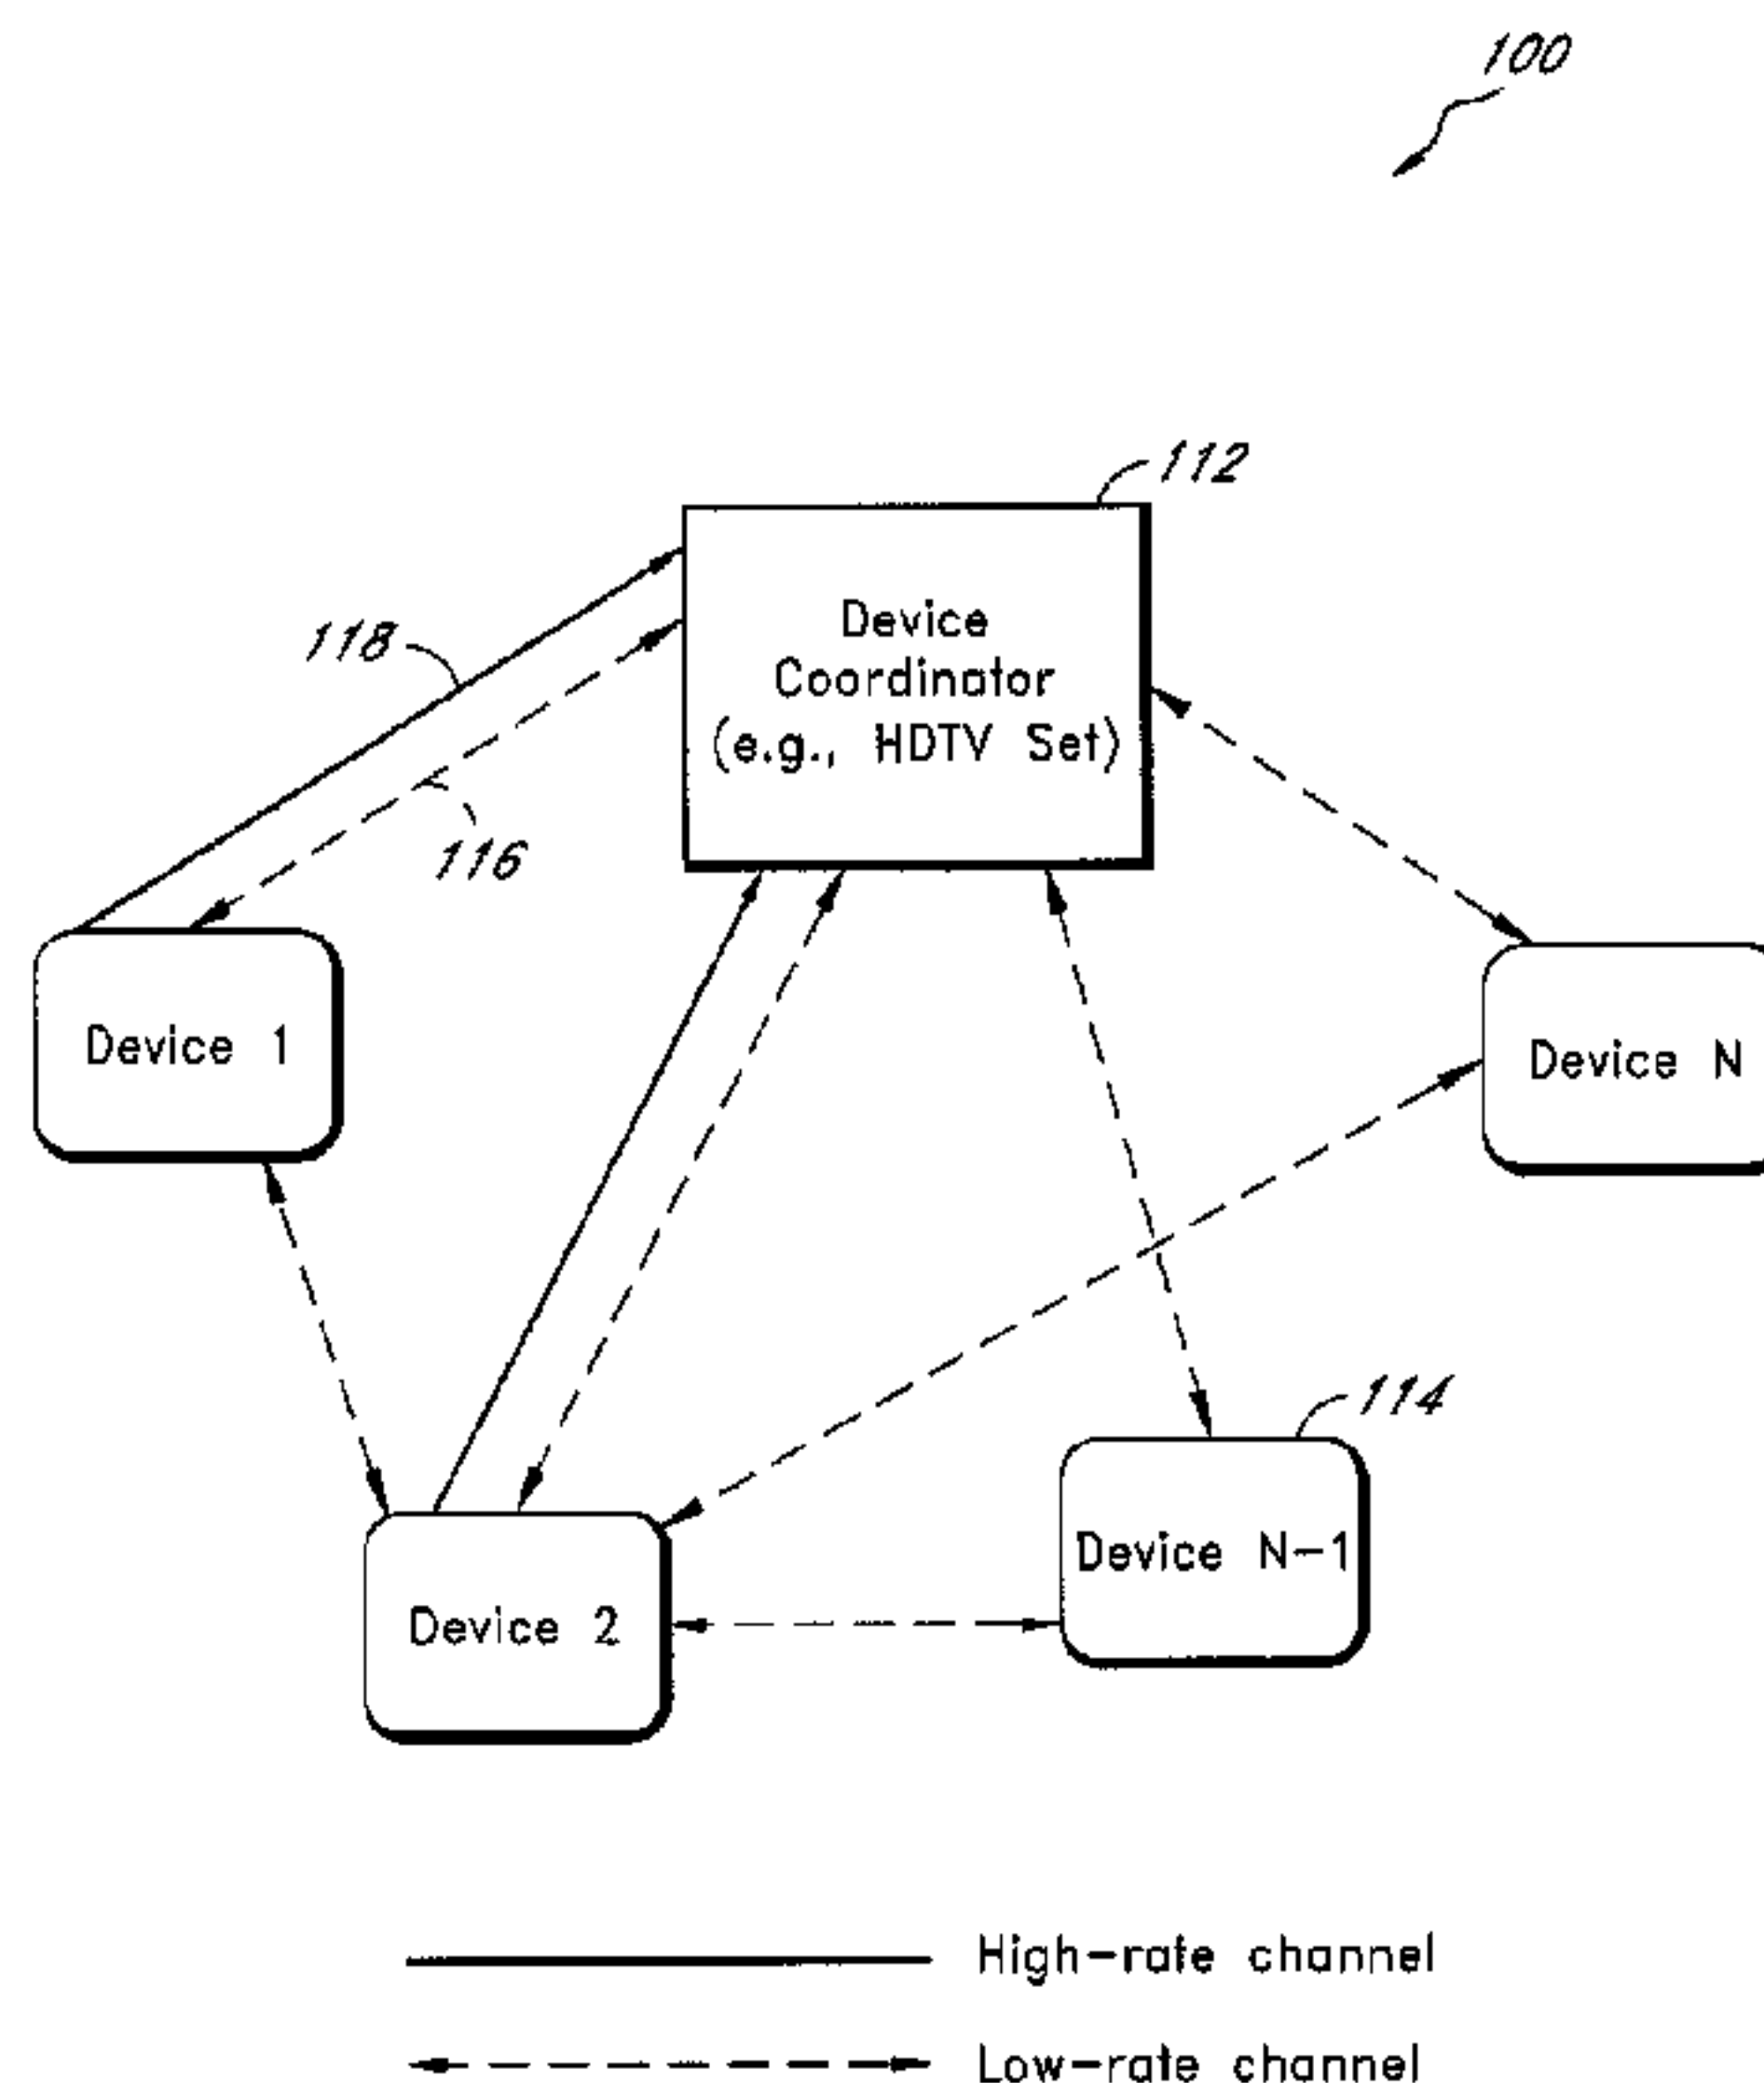 100
112
Device
Coordinator
(e.g., HDTV Set)
118
116
Device 1
Device N
114
Device N-1
Device 2
High-rate channel
Low-rate channel